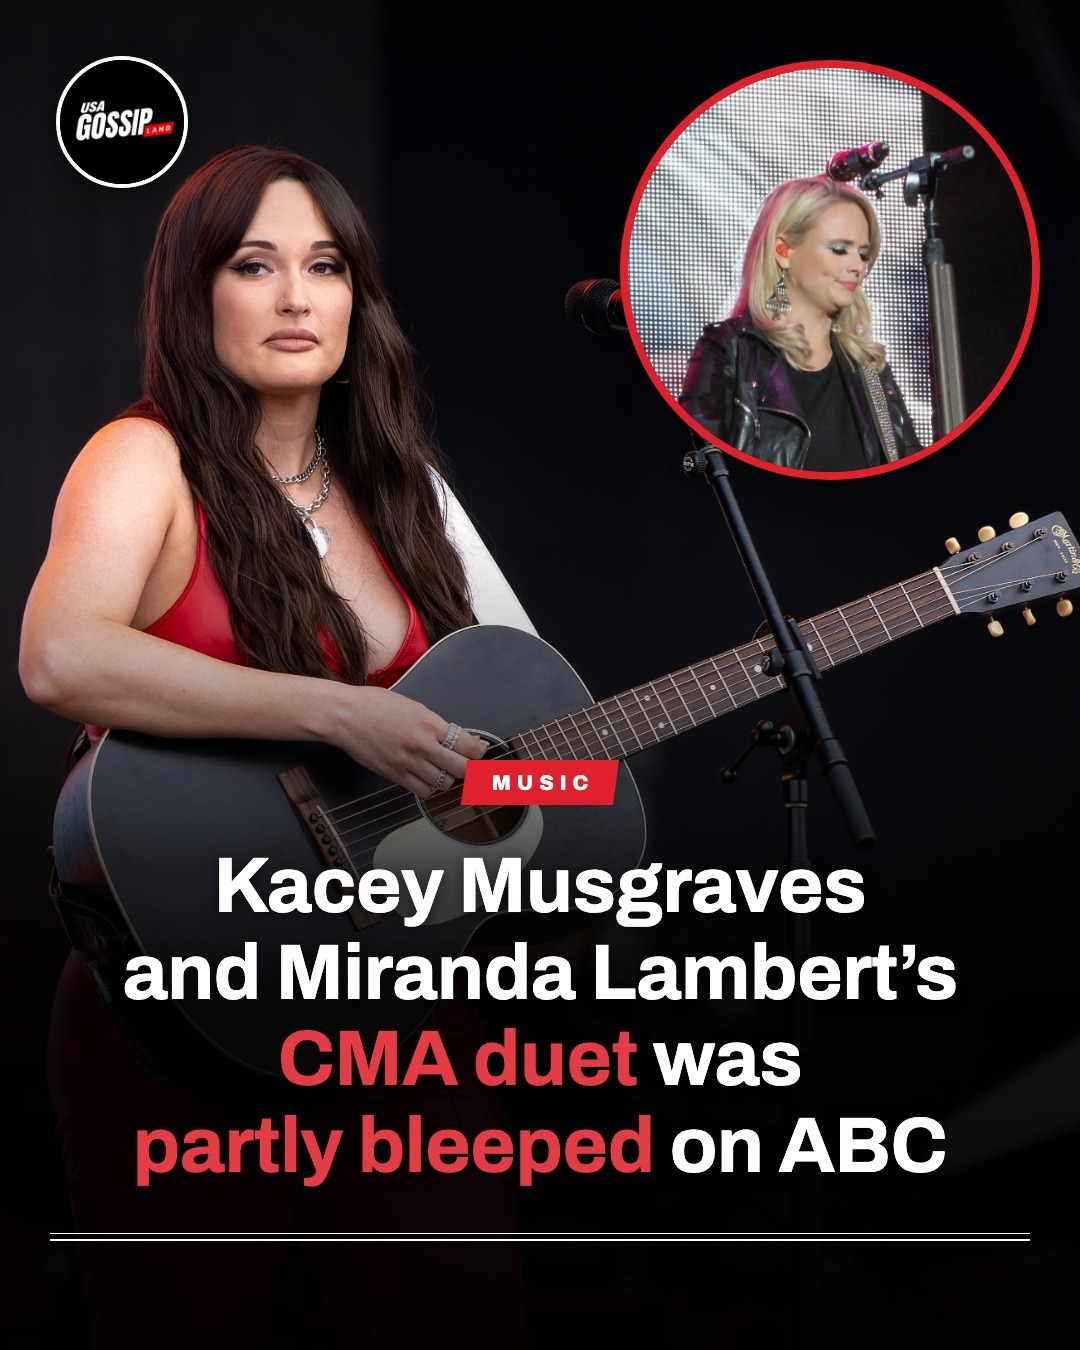 USA
GOSSIP
LAND
MUSIC
Kacey Musgraves
and Miranda Lambert’s
CMA duet was
partly bleeped on ABC